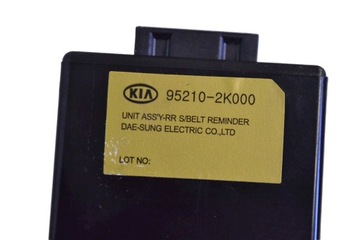 KIA 95210-2K000
UNIT ASS'Y-RR S/BELT REMINDER
DAE-SUNG ELECTRIC CO.,LTD
LOT NO: